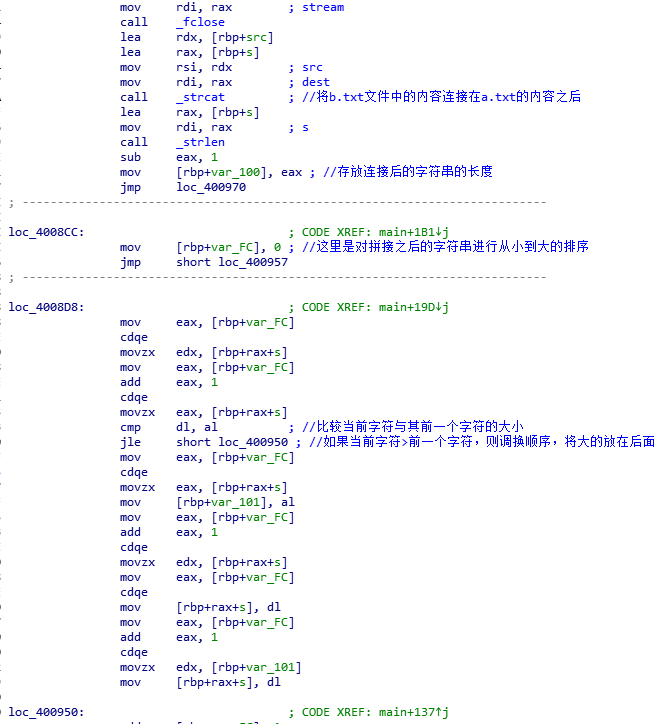 mov rdi, rax ; stream
call _fclose
lea rdx, [rbp+src]
lea rax, [rbp+s]
mov rsi, rdx ; src
mov rdi, rax ; dest
call _strcat ; //将b.txt文件中的内容连接在a.txt的内容之后
lea rax, [rbp+s]
mov rdi, rax ; s
call _strlen
sub eax, 1
mov [rbp+var_100], eax ; //存放连接后的字符串的长度
jmp loc_400970
; ---------------------------------------------------------------------------
loc_4008CC: ; CODE XREF: main+1B1↓j
mov [rbp+var_FC], 0 ; //这里是对拼接之后的字符串进行从小到大的排序
jmp short loc_400957
; ---------------------------------------------------------------------------
loc_4008D8: ; CODE XREF: main+19D↓j
mov eax, [rbp+var_FC]
cdqe
movzx edx, [rbp+rax+s]
mov eax, [rbp+var_FC]
add eax, 1
cdqe
movzx eax, [rbp+rax+s]
cmp dl, al ; //比较当前字符与其前一个字符的大小
jle short loc_400950 ; //如果当前字符>前一个字符，则调换顺序，将大的放在后面
mov eax, [rbp+var_FC]
cdqe
movzx eax, [rbp+rax+s]
mov [rbp+var_101], al
mov eax, [rbp+var_FC]
add eax, 1
cdqe
movzx edx, [rbp+rax+s]
mov eax, [rbp+var_FC]
cdqe
mov [rbp+rax+s], dl
mov eax, [rbp+var_FC]
add eax, 1
cdqe
movzx edx, [rbp+var_101]
mov [rbp+rax+s], dl
loc_400950: ; CODE XREF: main+137↑j